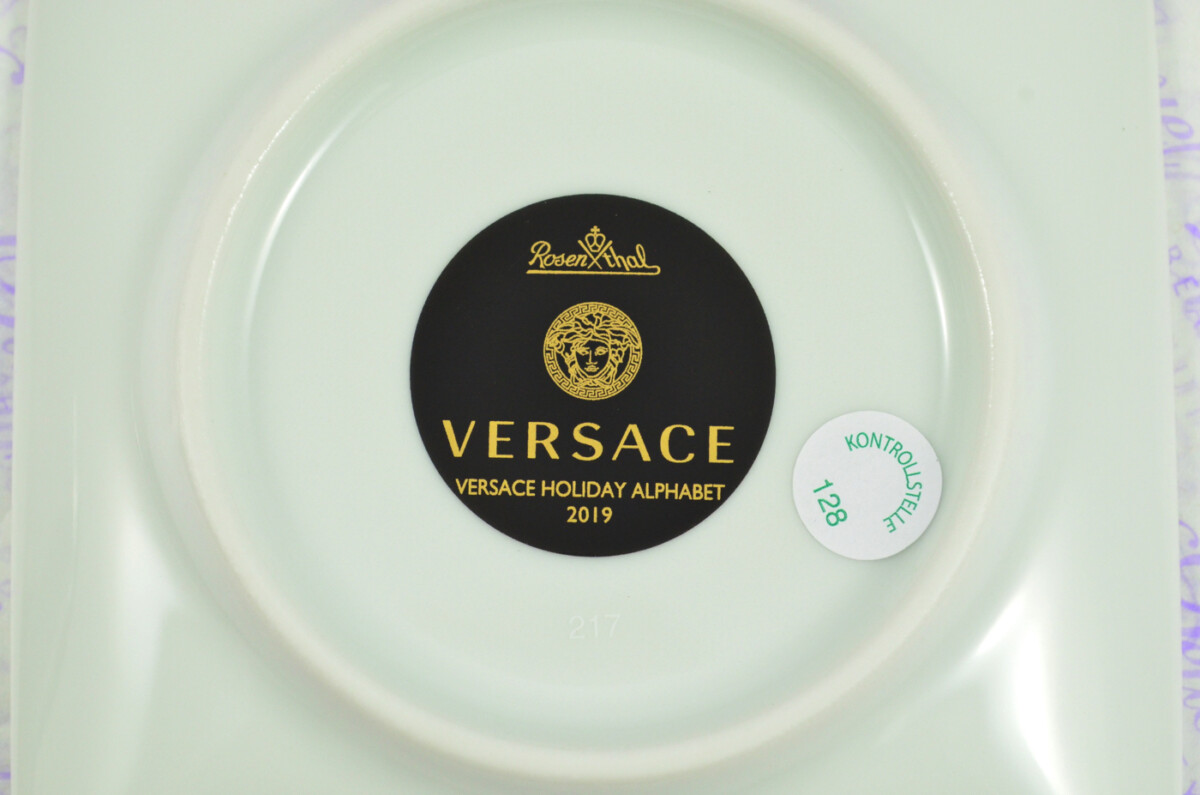 Rosenthal
VERSACE
VERSACE HOLIDAY ALPHABET
2019
KONTROLLSTELLE
128
217